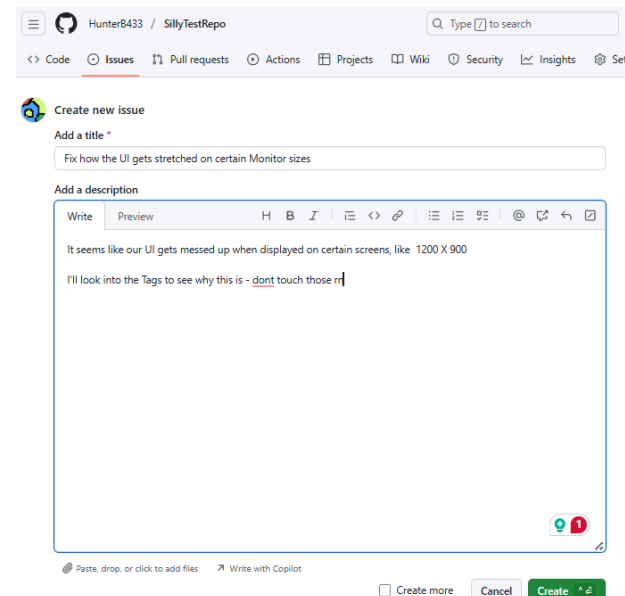 HunterB433 / SillyTestRepo
Type / to search
<> Code Issues Pull requests Actions Projects Wiki Security Insights Set
Create new issue
Add a title *
Fix how the UI gets stretched on certain Monitor sizes
Add a description
Write Preview H B I <> @
It seems like our UI gets messed up when displayed on certain screens, like 1200 X 900
I'll look into the Tags to see why this is - dont touch those rn
1
Paste, drop, or click to add files Write with Copilot
Create more Cancel Create ^